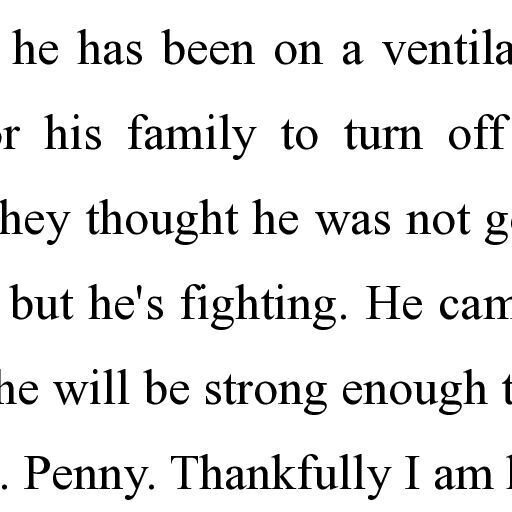 he has been on a ventila
r his family to turn off
hey thought he was not g
but he's fighting. He cam
he will be strong enough t
. Penny. Thankfully I am